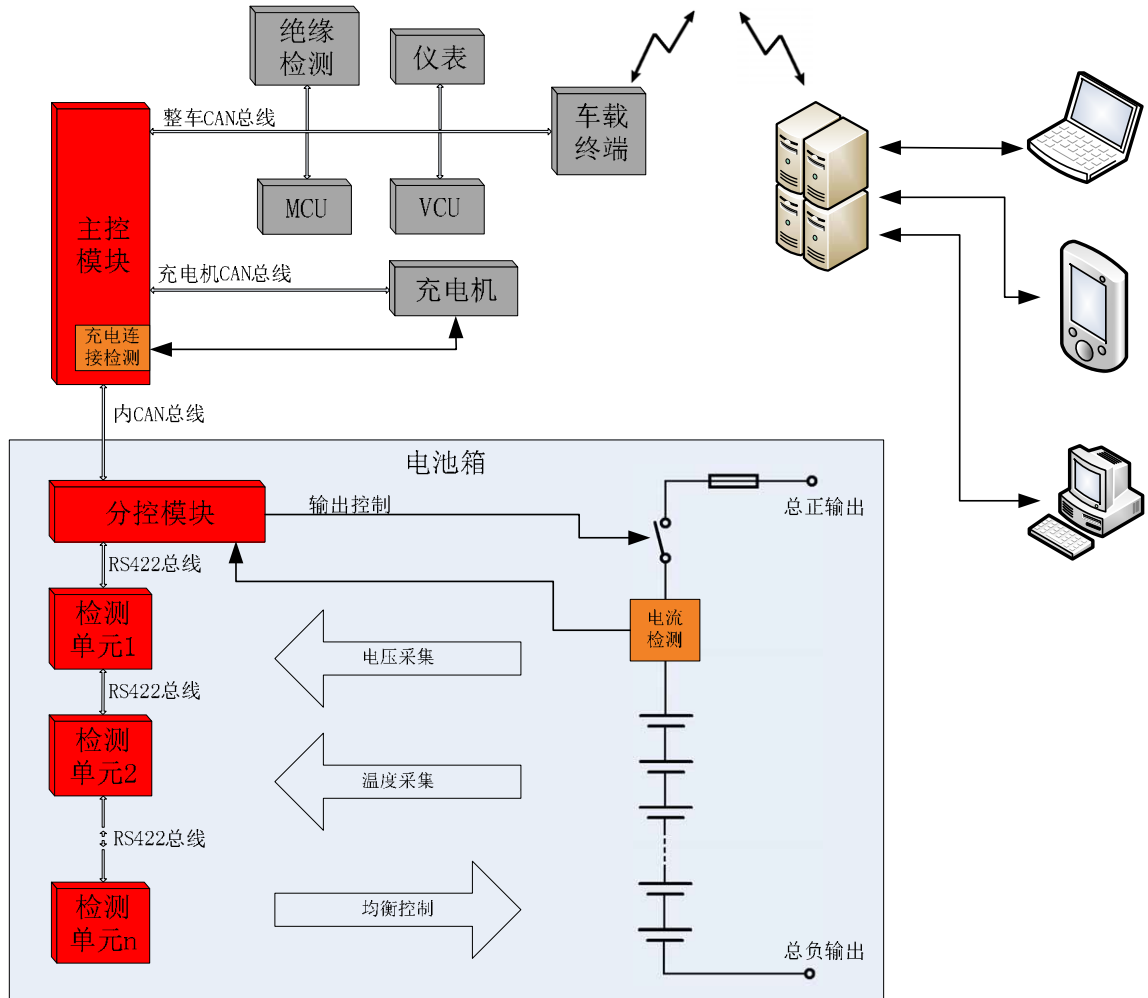 绝缘
检测
仪表
整车CAN总线
车载
终端
MCU
VCU
主控
模块
充电机CAN总线
充电机
充电连
接检测
内CAN总线
电池箱
分控模块
输出控制
总正输出
RS422总线
检测
单元1
电流
检测
电压采集
RS422总线
检测
单元2
温度采集
RS422总线
检测
单元n
均衡控制
总负输出